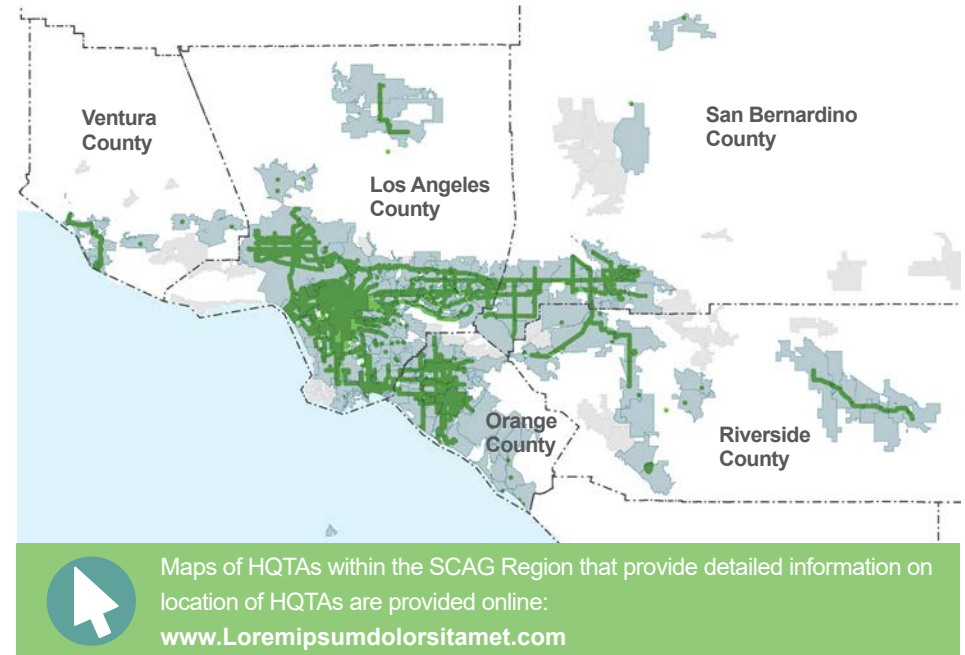 Ventura
County
San Bernardino
County
Los Angeles
County
Orange
County
Riverside
County
Maps of HQTAs within the SCAG Region that provide detailed information on
location of HQTAs are provided online:
www.Loremipsumdolorsitamet.com